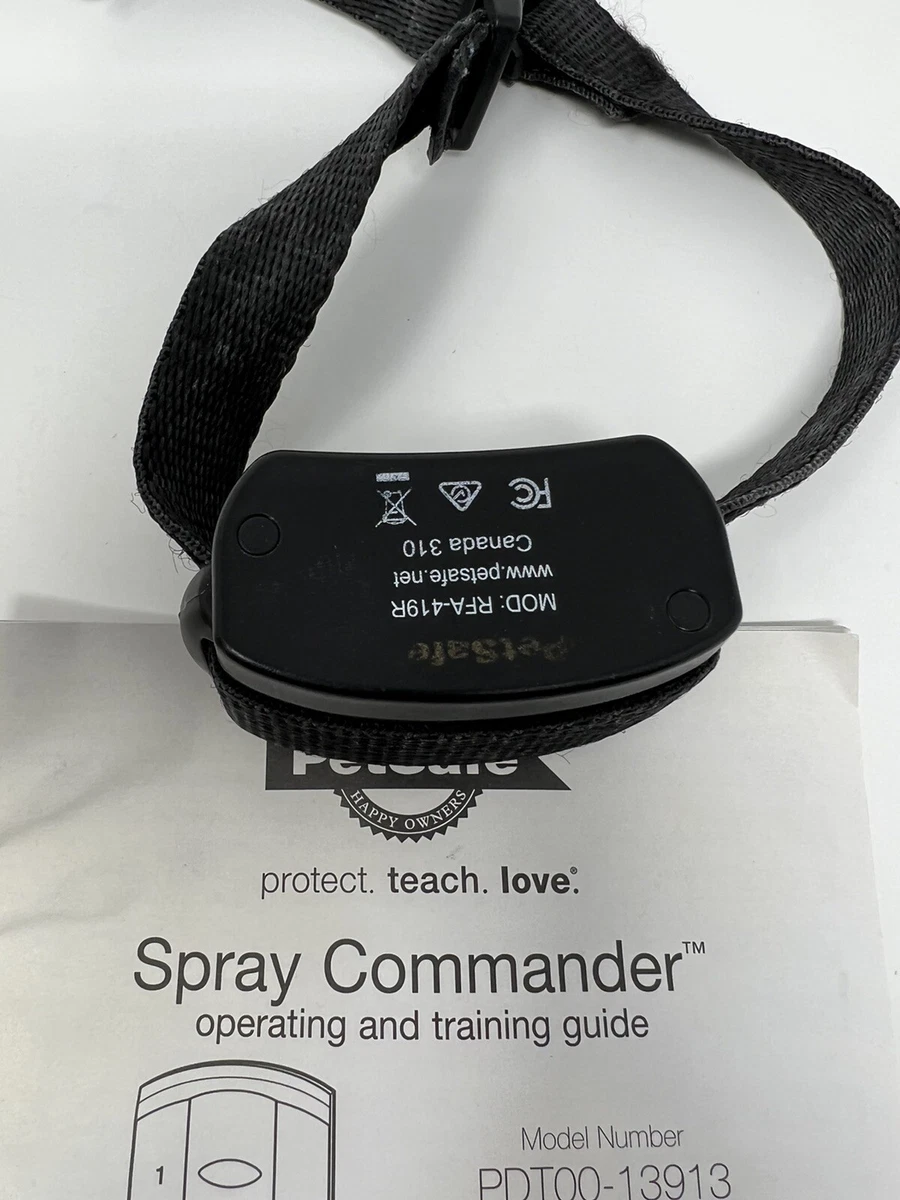 PetSafe
MOD: RFA-419R
www.petsafe.net
Canada 310
FC
PetSafe
HAPPY OWNERS
protect. teach. love.®
Spray Commander™
operating and training guide
1
Model Number
PDT00-13913